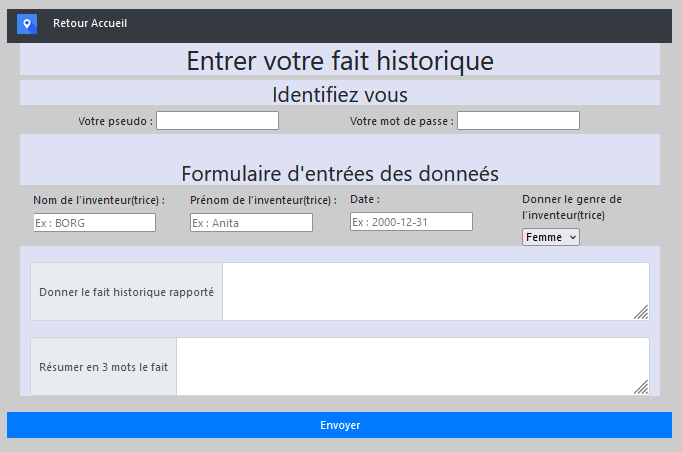 Retour Accueil
Entrer votre fait historique
Identifiez vous
Votre pseudo :
Votre mot de passe :
Formulaire d'entrées des donneés
Nom de l'inventeur(trice) :
Ex : BORG
Prénom de l'inventeur(trice) :
Ex : Anita
Date :
Ex : 2000-12-31
Donner le genre de
l'inventeur(trice)
Femme
Donner le fait historique rapporté
Résumer en 3 mots le fait
Envoyer